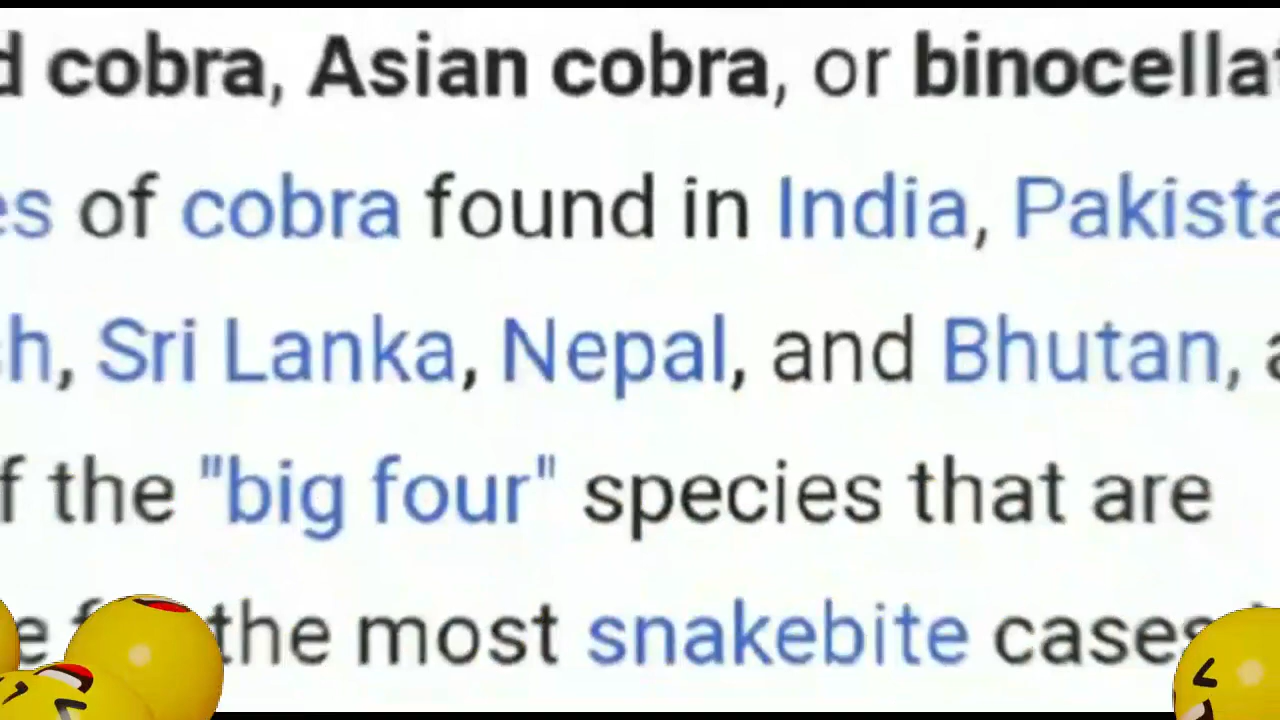 d cobra, Asian cobra, or binocella
es of cobra found in India, Pakista
h, Sri Lanka, Nepal, and Bhutan, a
f the "big four" species that are
e the most snakebite cases